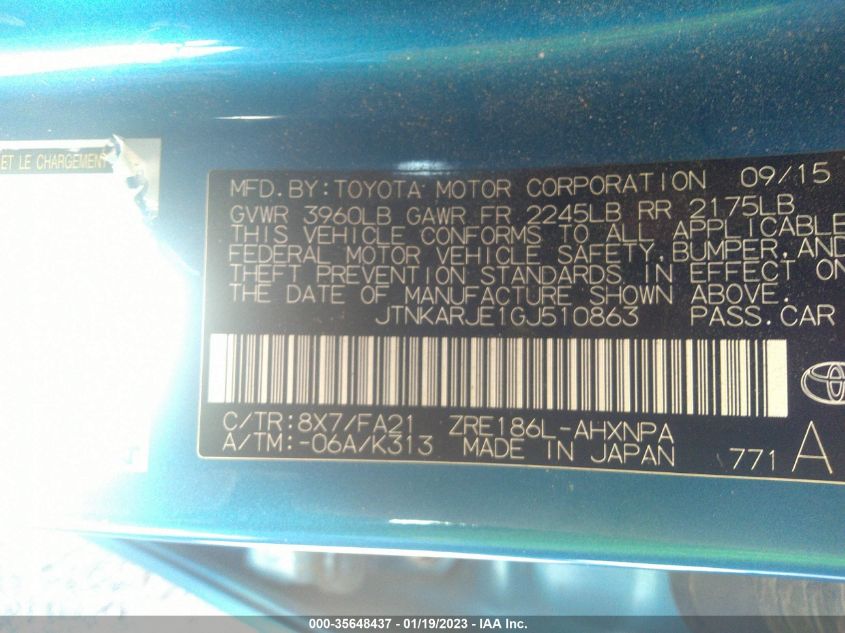 ET LE CHARGEMENT
MFD. BY: TOYOTA MOTOR CORPORATION 09/15
GVWR 3960LB GAWR FR 2245LB RR 2175LB
THIS VEHICLE CONFORMS TO ALL APPLICABLE
FEDERAL MOTOR VEHICLE SAFETY, BUMPER, AND
THEFT PREVENTION STANDARDS IN EFFECT ON
THE DATE OF MANUFACTURE SHOWN ABOVE.
JTNKARJE1GJ510863 PASS. CAR
C/TR: 8X7/FA21 ZRE186L-AHXNPA
A/TM: -06A/K313 MADE IN JAPAN 771 A
000-35648437 - 01/19/2023 - IAA Inc.